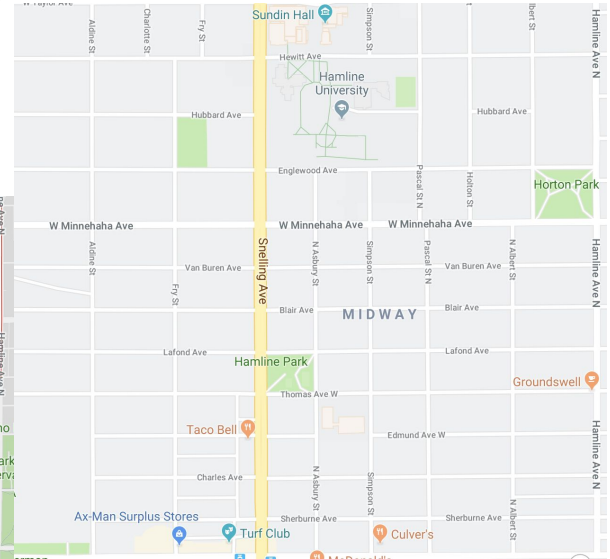 W Taylor Ave
Sundin Hall
Aldine St
Charlotte St
Fry St
Simpson St
Albert St
Hamline Ave N
Hewitt Ave
Hamline
University
Hubbard Ave
Hubbard Ave
Englewood Ave
Pascal St N
Holton St
Horton Park
W Minnehaha Ave
W Minnehaha Ave
W Minnehaha Ave
Aldine St
Snelling Ave
N Asbury St
Simpson St
Pascal St N
N Albert St
Hamline Ave N
Van Buren Ave
Van Buren Ave
Fry St
Blair Ave
MIDWAY
Blair Ave
Hamline Ave N
Lafond Ave
Lafond Ave
Hamline Park
Groundswell
Thomas Ave W
Taco Bell
Edmund Ave W
Hamline Ave N
Charles Ave
N Asbury St
Simpson St
N Albert St
Ax-Man Surplus Stores
Sherburne Ave
Sherburne Ave
Turf Club
Culver's
McDonald's